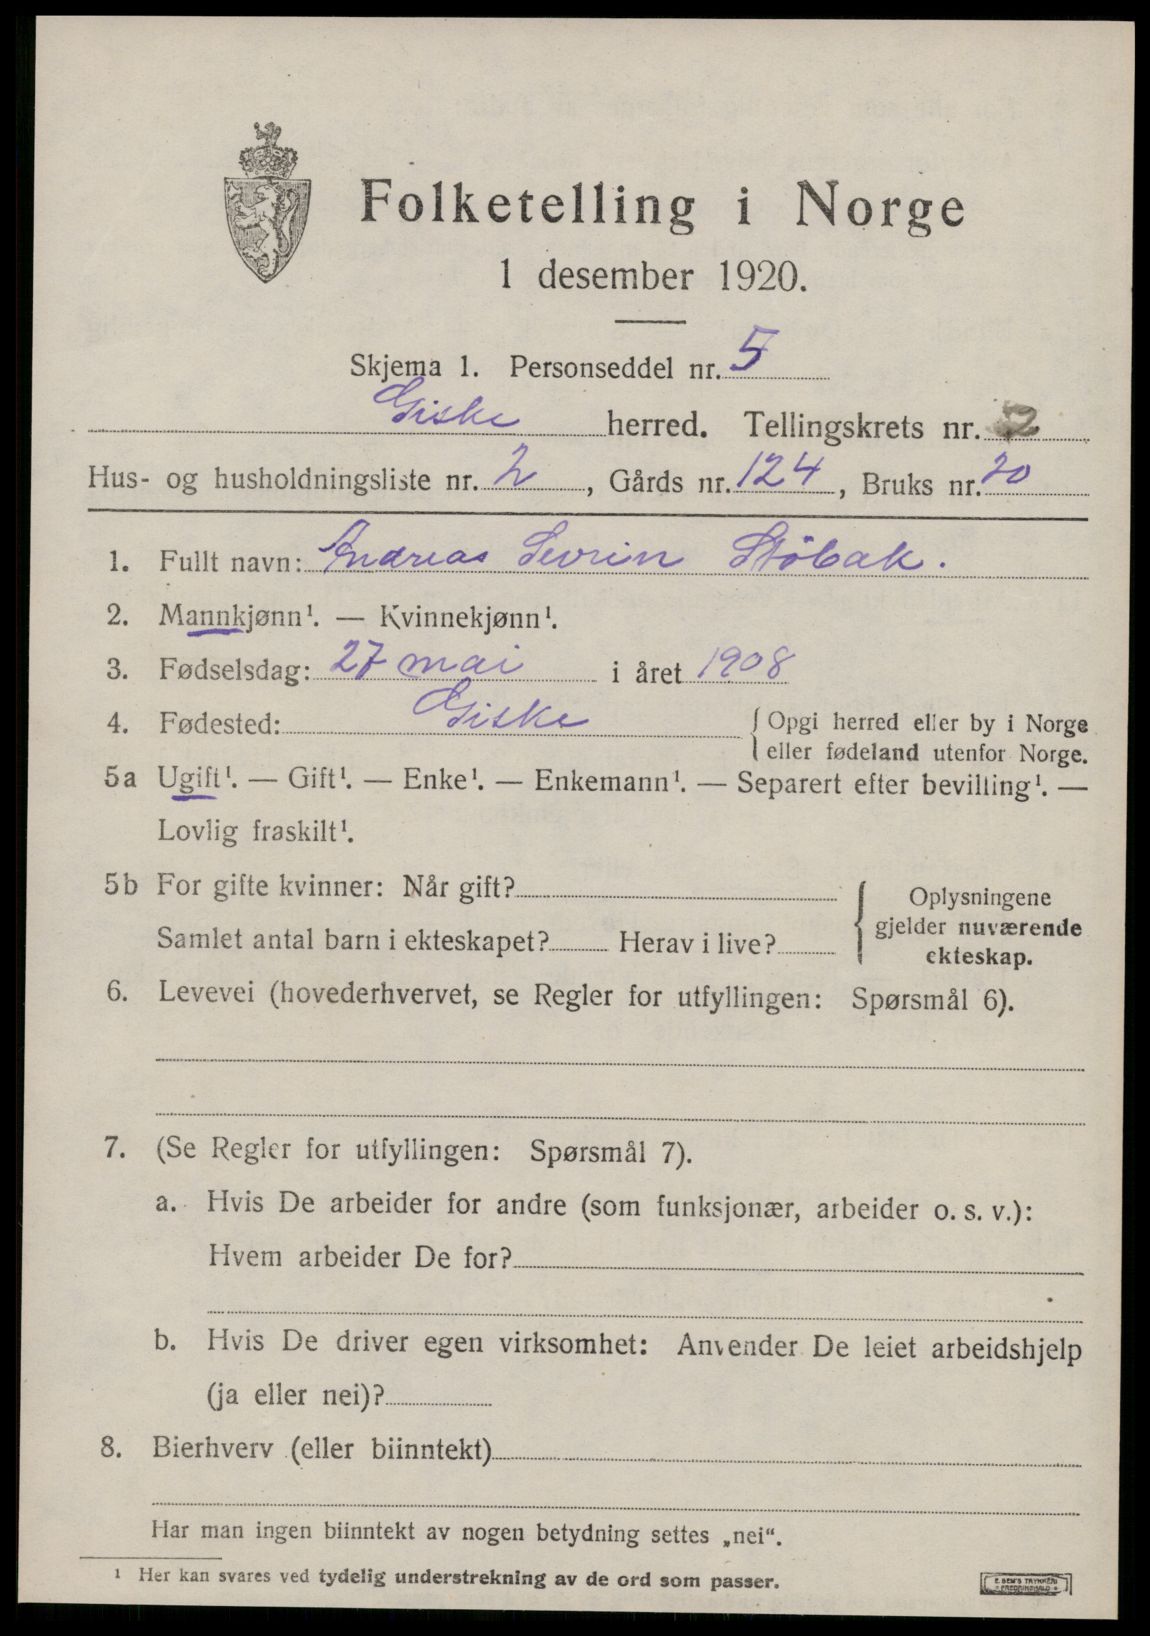 Folketelling i Norge
1 desember 1920.
Skjema 1. Personseddel nr. 5
Giske herred. Tellingskrets nr. 2
Hus- og husholdningsliste nr. 2, Gårds nr. 124, Bruks nr. 20
1. Fullt navn: Andreas Sevrin Støbak.
2. Mannkjønn¹. — Kvinnekjønn¹.
3. Fødselsdag: 27 mai i året 1908
4. Fødested: Giske { Opgi herred eller by i Norge
eller fødeland utenfor Norge.
5a Ugift¹. — Gift¹. — Enke¹. — Enkemann¹. — Separert efter bevilling¹. —
Lovlig fraskilt¹.
5b For gifte kvinner: Når gift?
Samlet antal barn i ekteskapet? Herav i live?
{ Oplysningene
gjelder nuværende
ekteskap.
6. Levevei (hovederhvervet, se Regler for utfyllingen: Spørsmål 6).
7. (Se Regler for utfyllingen: Spørsmål 7).
a. Hvis De arbeider for andre (som funksjonær, arbeider o. s. v.):
Hvem arbeider De for?
b. Hvis De driver egen virksomhet: Anvender De leiet arbeidshjelp
(ja eller nei)?
8. Bierhverv (eller biinntekt)
Har man ingen biinntekt av nogen betydning settes „nei“.
¹ Her kan svares ved tydelig understrekning av de ord som passer.
E. SEM'S TRYKKERI
FREDRIKSHALD